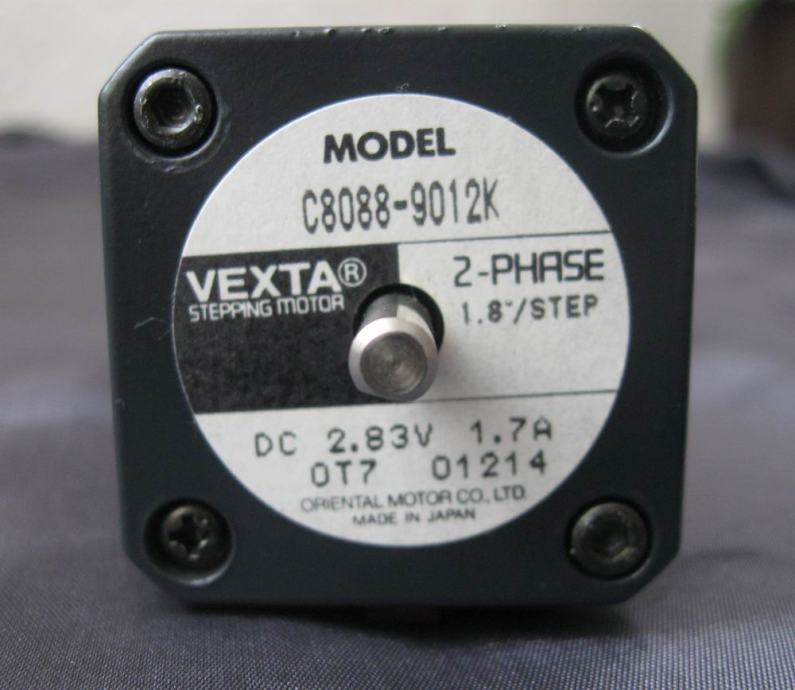 MODEL
C8088-9012K
VEXTA®
STEPPING MOTOR
2-PHASE
1.8°/STEP
DC 2.83V 1.7A
0T7 01214
ORIENTAL MOTOR CO., LTD.
MADE IN JAPAN